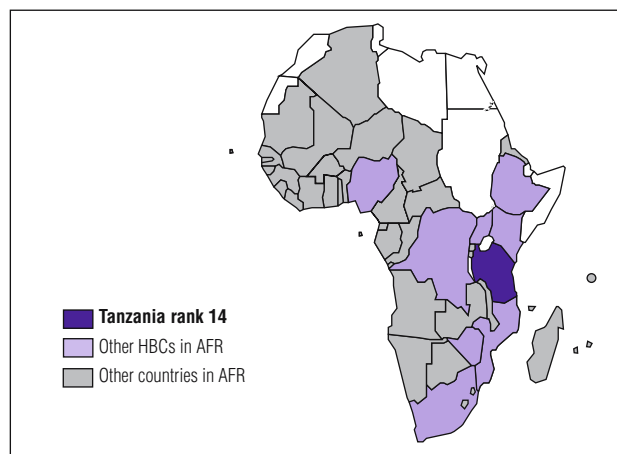 Tanzania rank 14
Other HBCs in AFR
Other countries in AFR